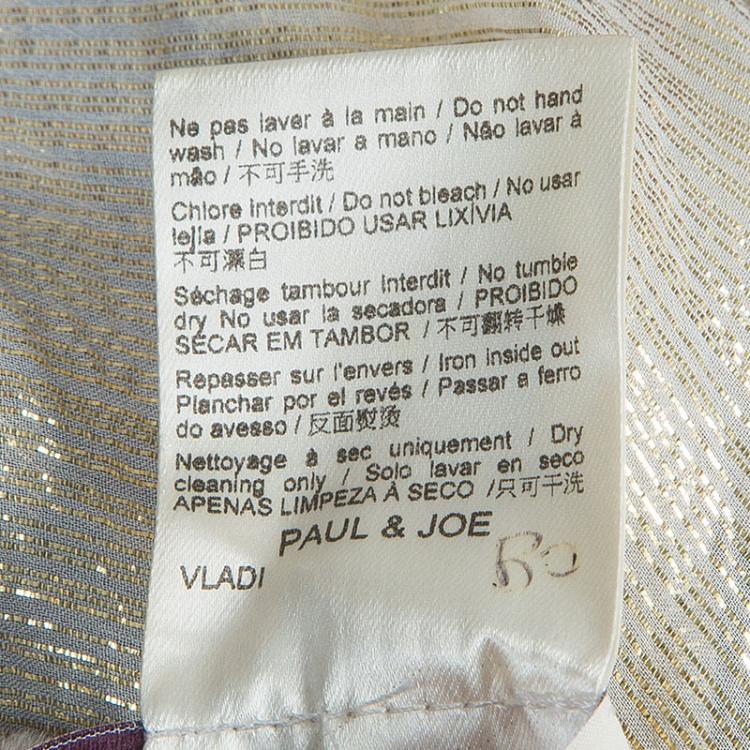 Ne pas laver à la main / Do not hand
wash / No lavar a mano / Não lavar à
mão / 不可手洗
Chlore interdit / Do not bleach / No usar
lejia / PROIBIDO USAR LIXÍVIA
不可漂白
Séchage tambour interdit / No tumble
dry No usar la secadora / PROIBIDO
SECAR EM TAMBOR / 不可翻转干燥
Repasser sur l'envers / Iron inside out
Planchar por el revés / Passar a ferro
do avesso / 反面熨烫
Nettoyage à sec uniquement / Dry
cleaning only / Solo lavar en seco
APENAS LIMPEZA À SECO /只可干洗
PAUL & JOE
VLADI